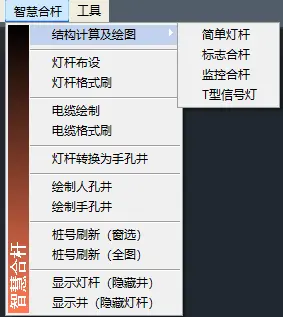 智慧合杆 工具
结构计算及绘图
灯杆布设
灯杆格式刷
电缆绘制
电缆格式刷
灯杆转换为手孔井
绘制人孔井
绘制手孔井
桩号刷新（窗选）
桩号刷新（全图）
显示灯杆（隐藏井）
显示井（隐藏灯杆）
智慧合杆
简单灯杆
标志合杆
监控合杆
T型信号灯